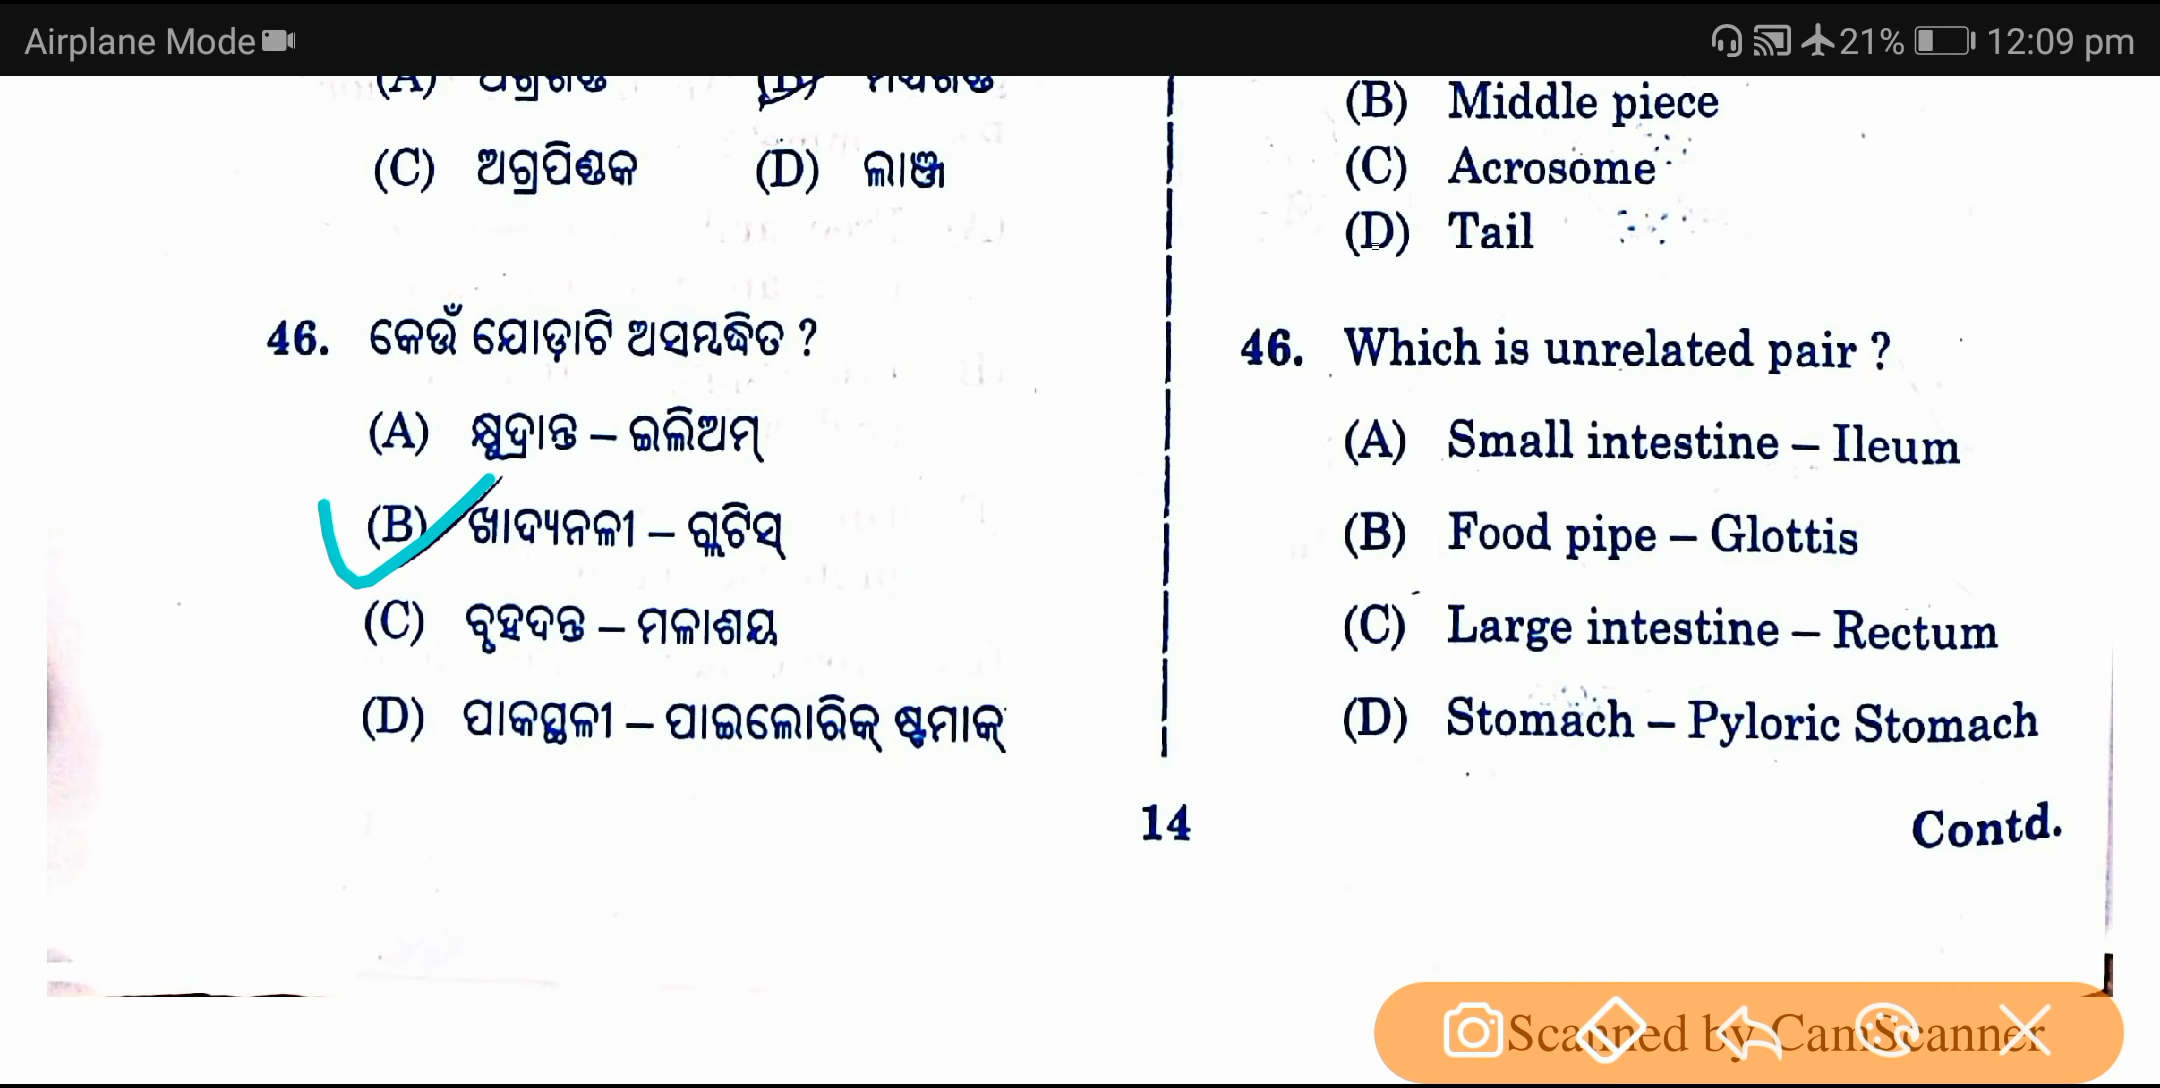 Airplane Mode
21% 12:09 pm
(C) ଅଗ୍ରପିଣ୍ଡକ (D) ଲାଞ୍ଜ
46. କେଉଁ ଯୋଡ଼ାଟି ଅସମ୍ବନ୍ଧିତ ?
(A) କ୍ଷୁଦ୍ରାନ୍ତ – ଇଲିଅମ୍
(B) ଖାଦ୍ୟନଳୀ – ଗ୍ଲଟିସ୍
(C) ବୃହଦନ୍ତ – ମଳାଶୟ
(D) ପାକସ୍ଥଳୀ – ପାଇଲୋରିକ୍ ଷ୍ଟମାକ୍
(B) Middle piece
(C) Acrosome
(D) Tail
46. Which is unrelated pair ?
(A) Small intestine – Ileum
(B) Food pipe – Glottis
(C) Large intestine – Rectum
(D) Stomach – Pyloric Stomach
14
Contd.
Scanned by CamScanner